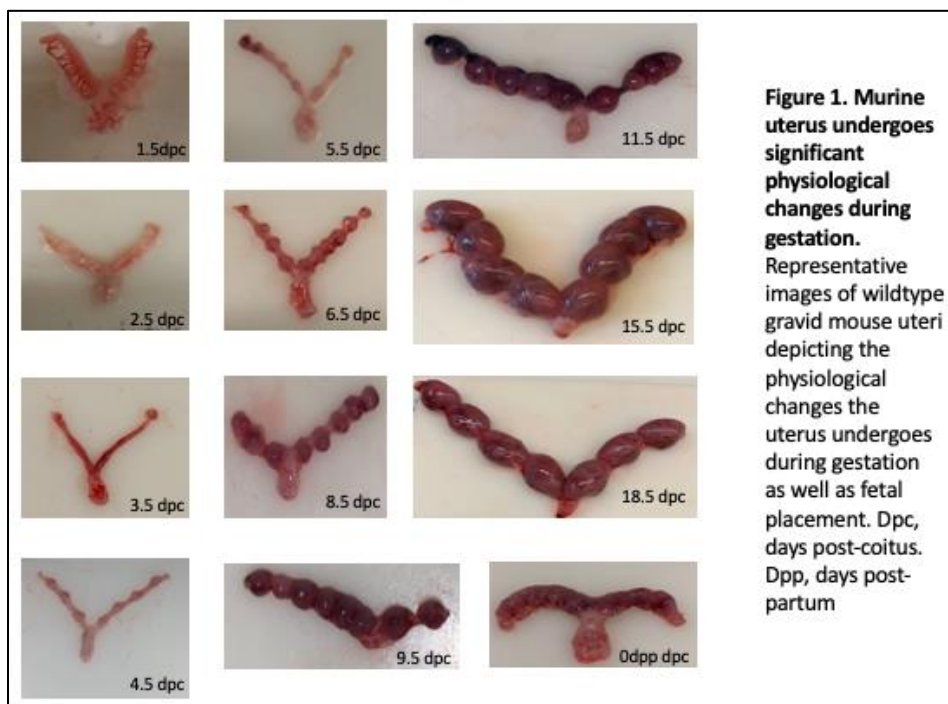 1.5dpc
5.5 dpc
11.5 dpc
2.5 dpc
6.5 dpc
15.5 dpc
3.5 dpc
8.5 dpc
18.5 dpc
4.5 dpc
9.5 dpc
0dpp dpc
Figure 1. Murine
uterus undergoes
significant
physiological
changes during
gestation.
Representative
images of wildtype
gravid mouse uteri
depicting the
physiological
changes the
uterus undergoes
during gestation
as well as fetal
placement. Dpc,
days post-coitus.
Dpp, days post-
partum